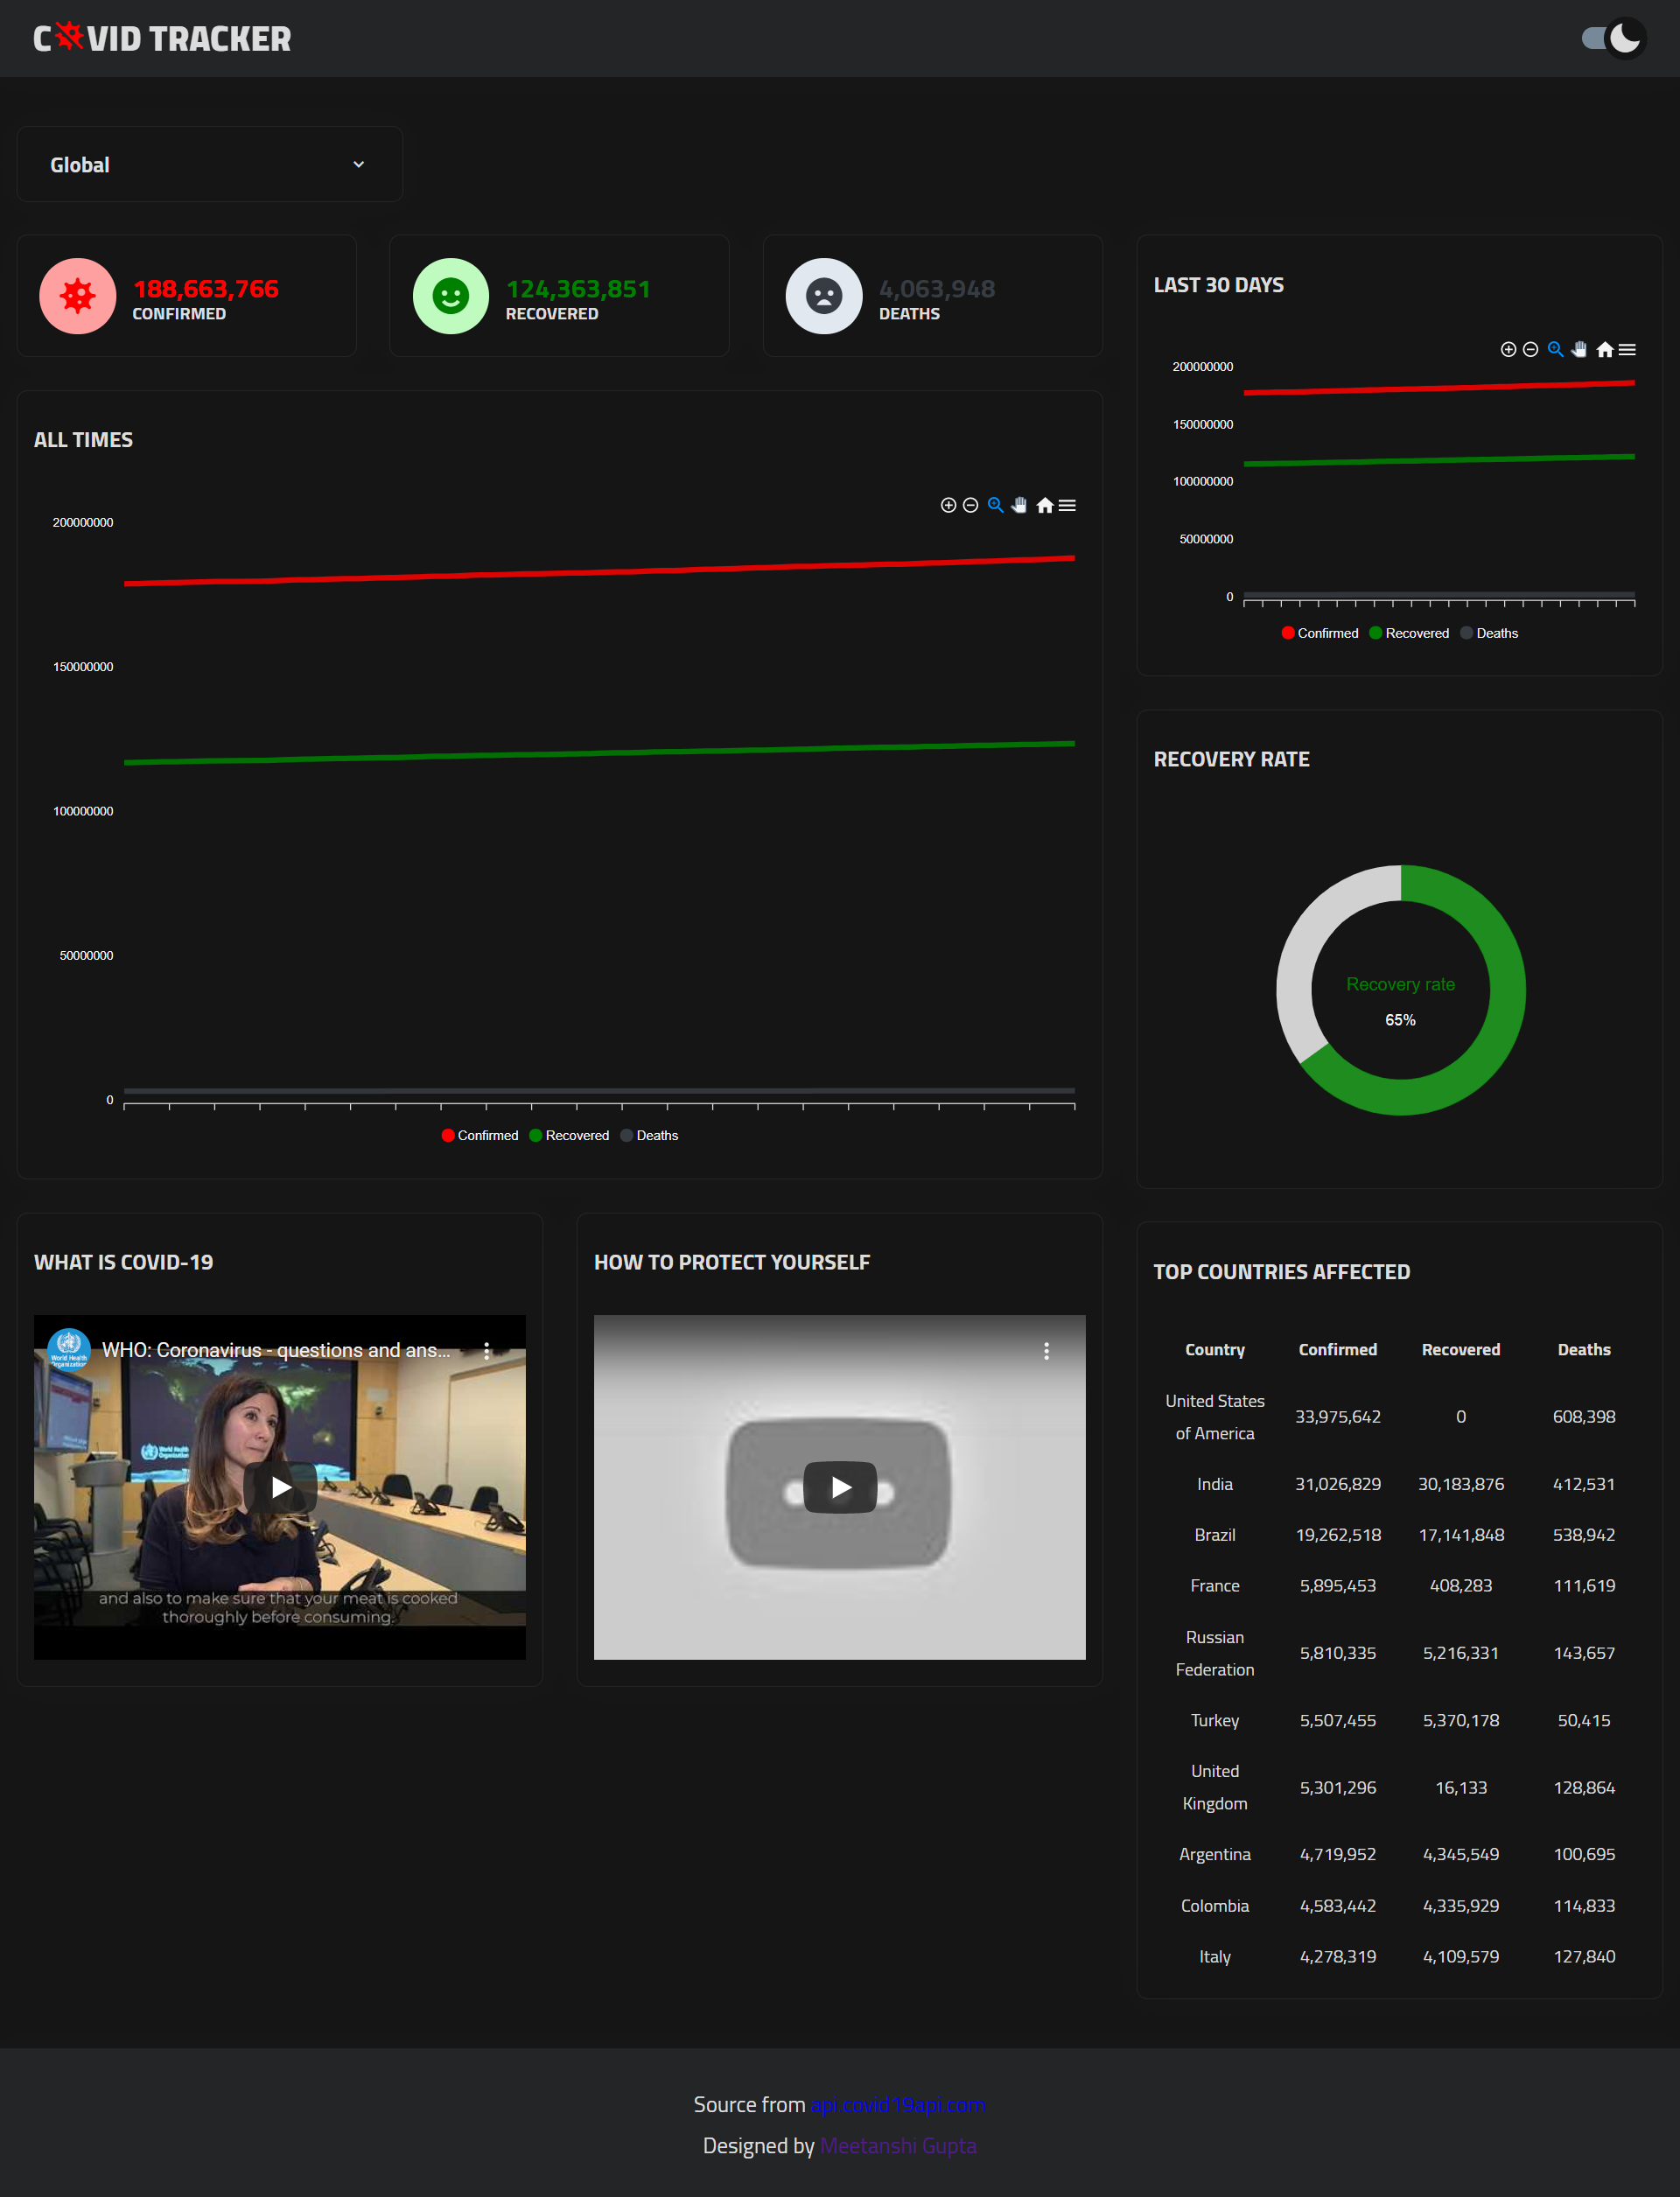 COVID TRACKER
Global
188,663,766
CONFIRMED
124,363,851
RECOVERED
4,063,948
DEATHS
ALL TIMES
200000000
150000000
100000000
50000000
0
Confirmed Recovered Deaths
LAST 30 DAYS
200000000
150000000
100000000
50000000
0
Confirmed Recovered Deaths
RECOVERY RATE
Recovery rate
65%
WHAT IS COVID-19
World Health
Organization
WHO: Coronavirus - questions and ans...
World Health
and also to make sure that your meat is cooked
thoroughly before consuming.
HOW TO PROTECT YOURSELF
TOP COUNTRIES AFFECTED
Country Confirmed Recovered Deaths
United States
of America 33,975,642 0 608,398
India 31,026,829 30,183,876 412,531
Brazil 19,262,518 17,141,848 538,942
France 5,895,453 408,283 111,619
Russian
Federation 5,810,335 5,216,331 143,657
Turkey 5,507,455 5,370,178 50,415
United
Kingdom 5,301,296 16,133 128,864
Argentina 4,719,952 4,345,549 100,695
Colombia 4,583,442 4,335,929 114,833
Italy 4,278,319 4,109,579 127,840
Source from api.covid19api.com
Designed by Meetanshi Gupta